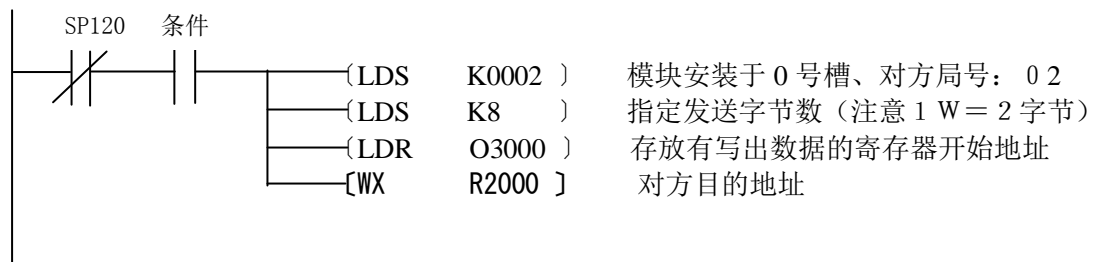 SP120 条件
〔LDS K0002 〕 模块安装于 0 号槽、对方局号： 0 2
〔LDS K8 〕 指定发送字节数（注意 1 W＝ 2 字节）
〔LDR O3000 〕 存放有写出数据的寄存器开始地址
〔WX R2000 〕 对方目的地址